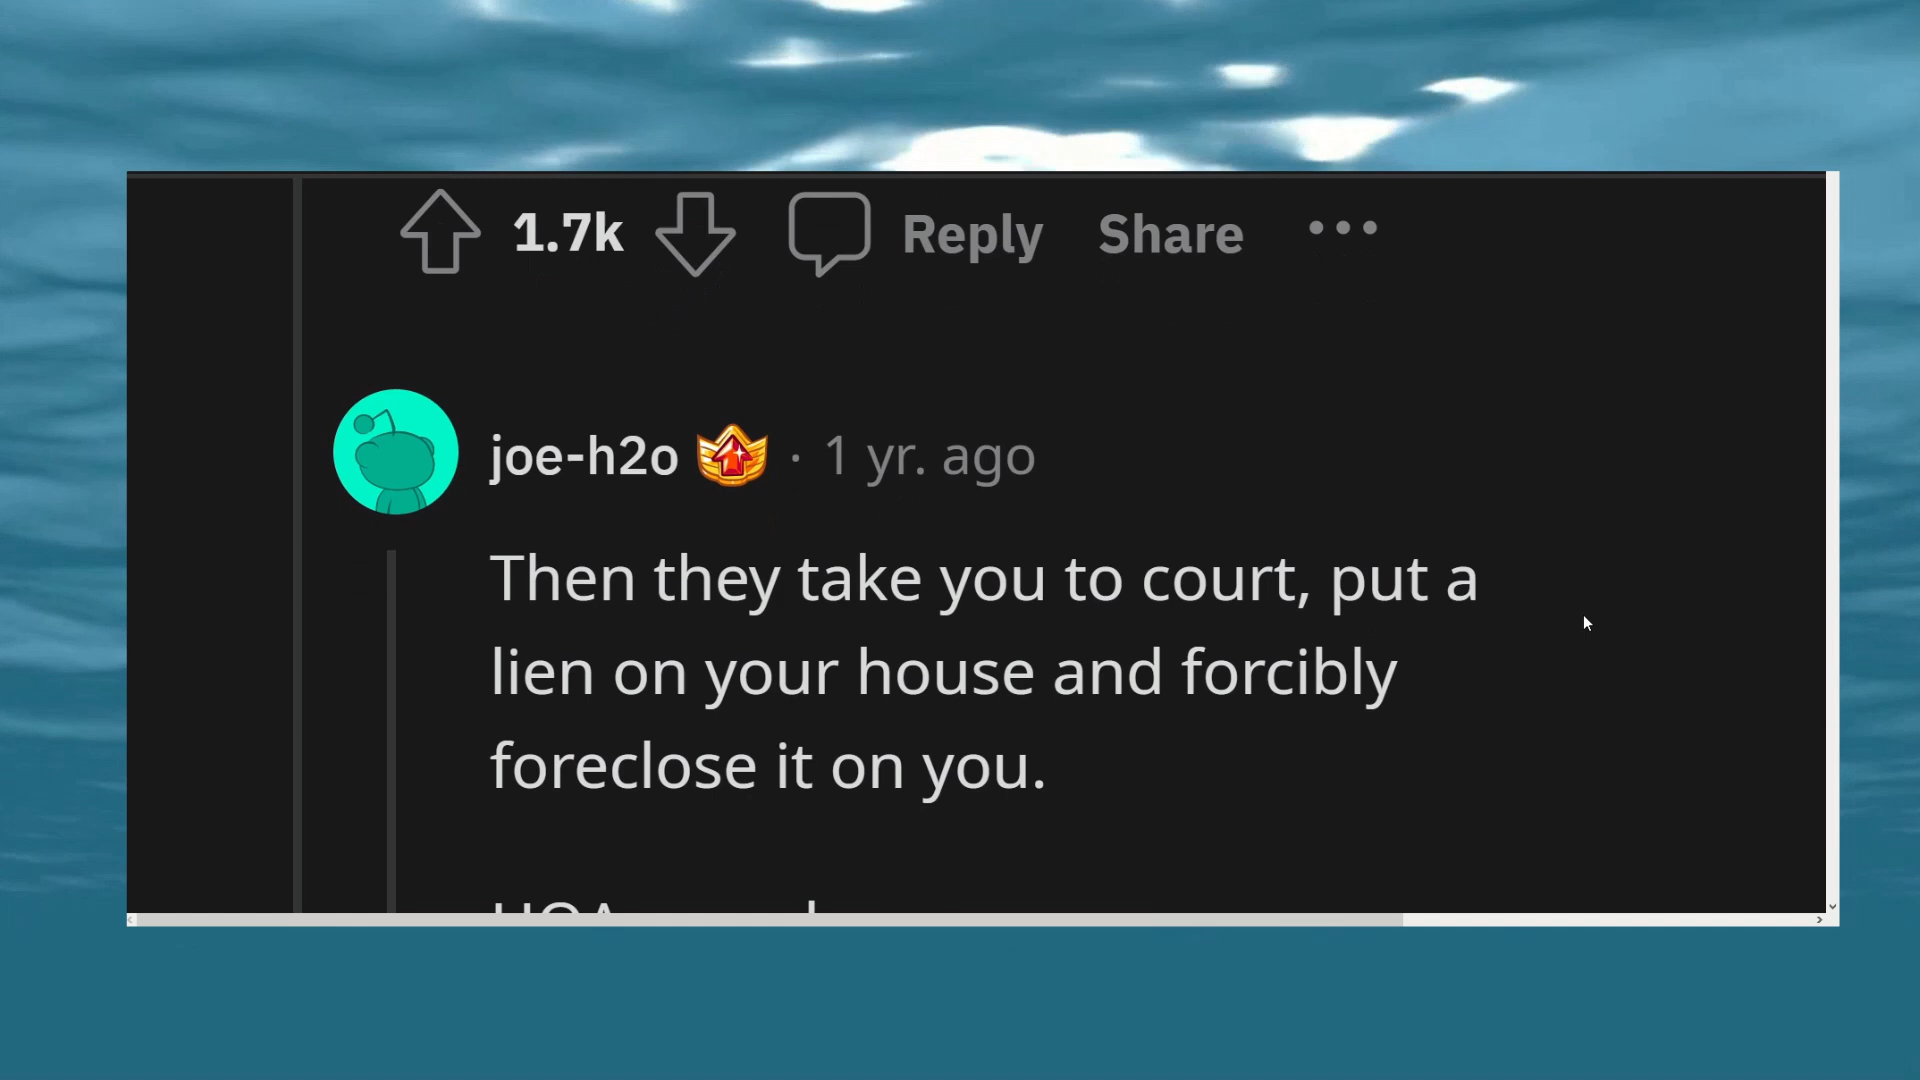 1.7k Reply Share
joe-h2o · 1 yr. ago
Then they take you to court, put a
lien on your house and forcibly
foreclose it on you.